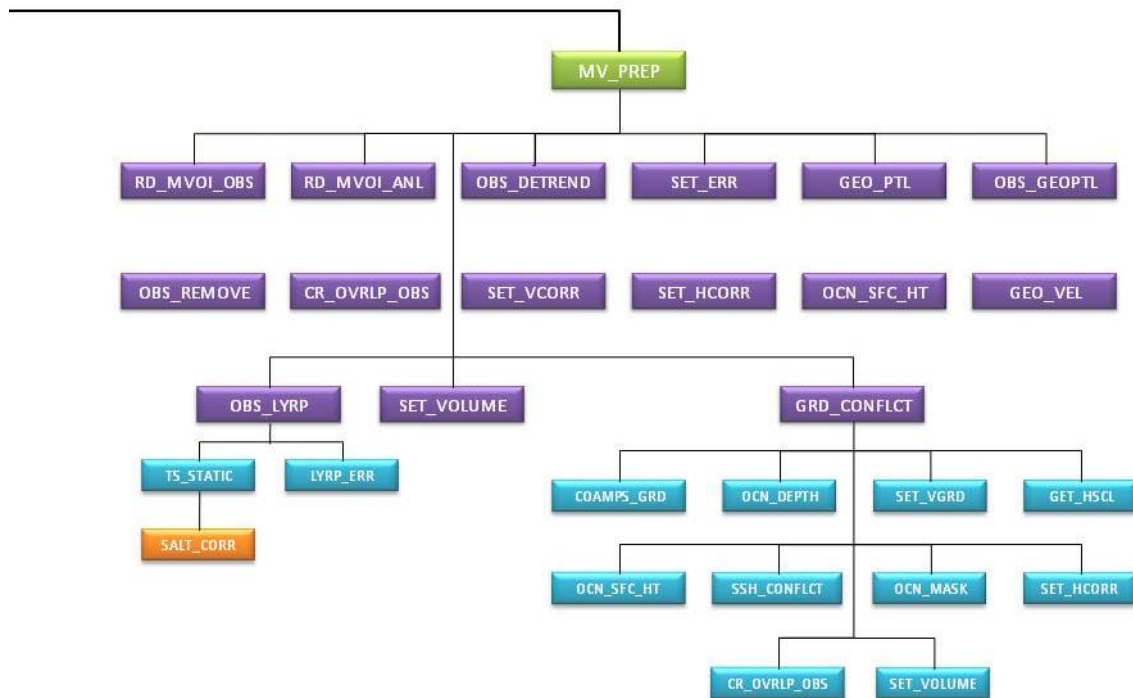 MV_PREP
RD_MVOI_OBS
RD_MVOI_ANL
OBS_DETREND
SET_ERR
GEO_PTL
OBS_GEOPTL
OBS_REMOVE
CR_OVRLP_OBS
SET_VCORR
SET_HCORR
OCN_SFC_HT
GEO_VEL
OBS_LYRP
SET_VOLUME
GRD_CONFLCT
TS_STATIC
LYRP_ERR
COAMPS_GRD
OCN_DEPTH
SET_VGRD
GET_HSCL
SALT_CORR
OCN_SFC_HT
SSH_CONFLCT
OCN_MASK
SET_HCORR
CR_OVRLP_OBS
SET_VOLUME